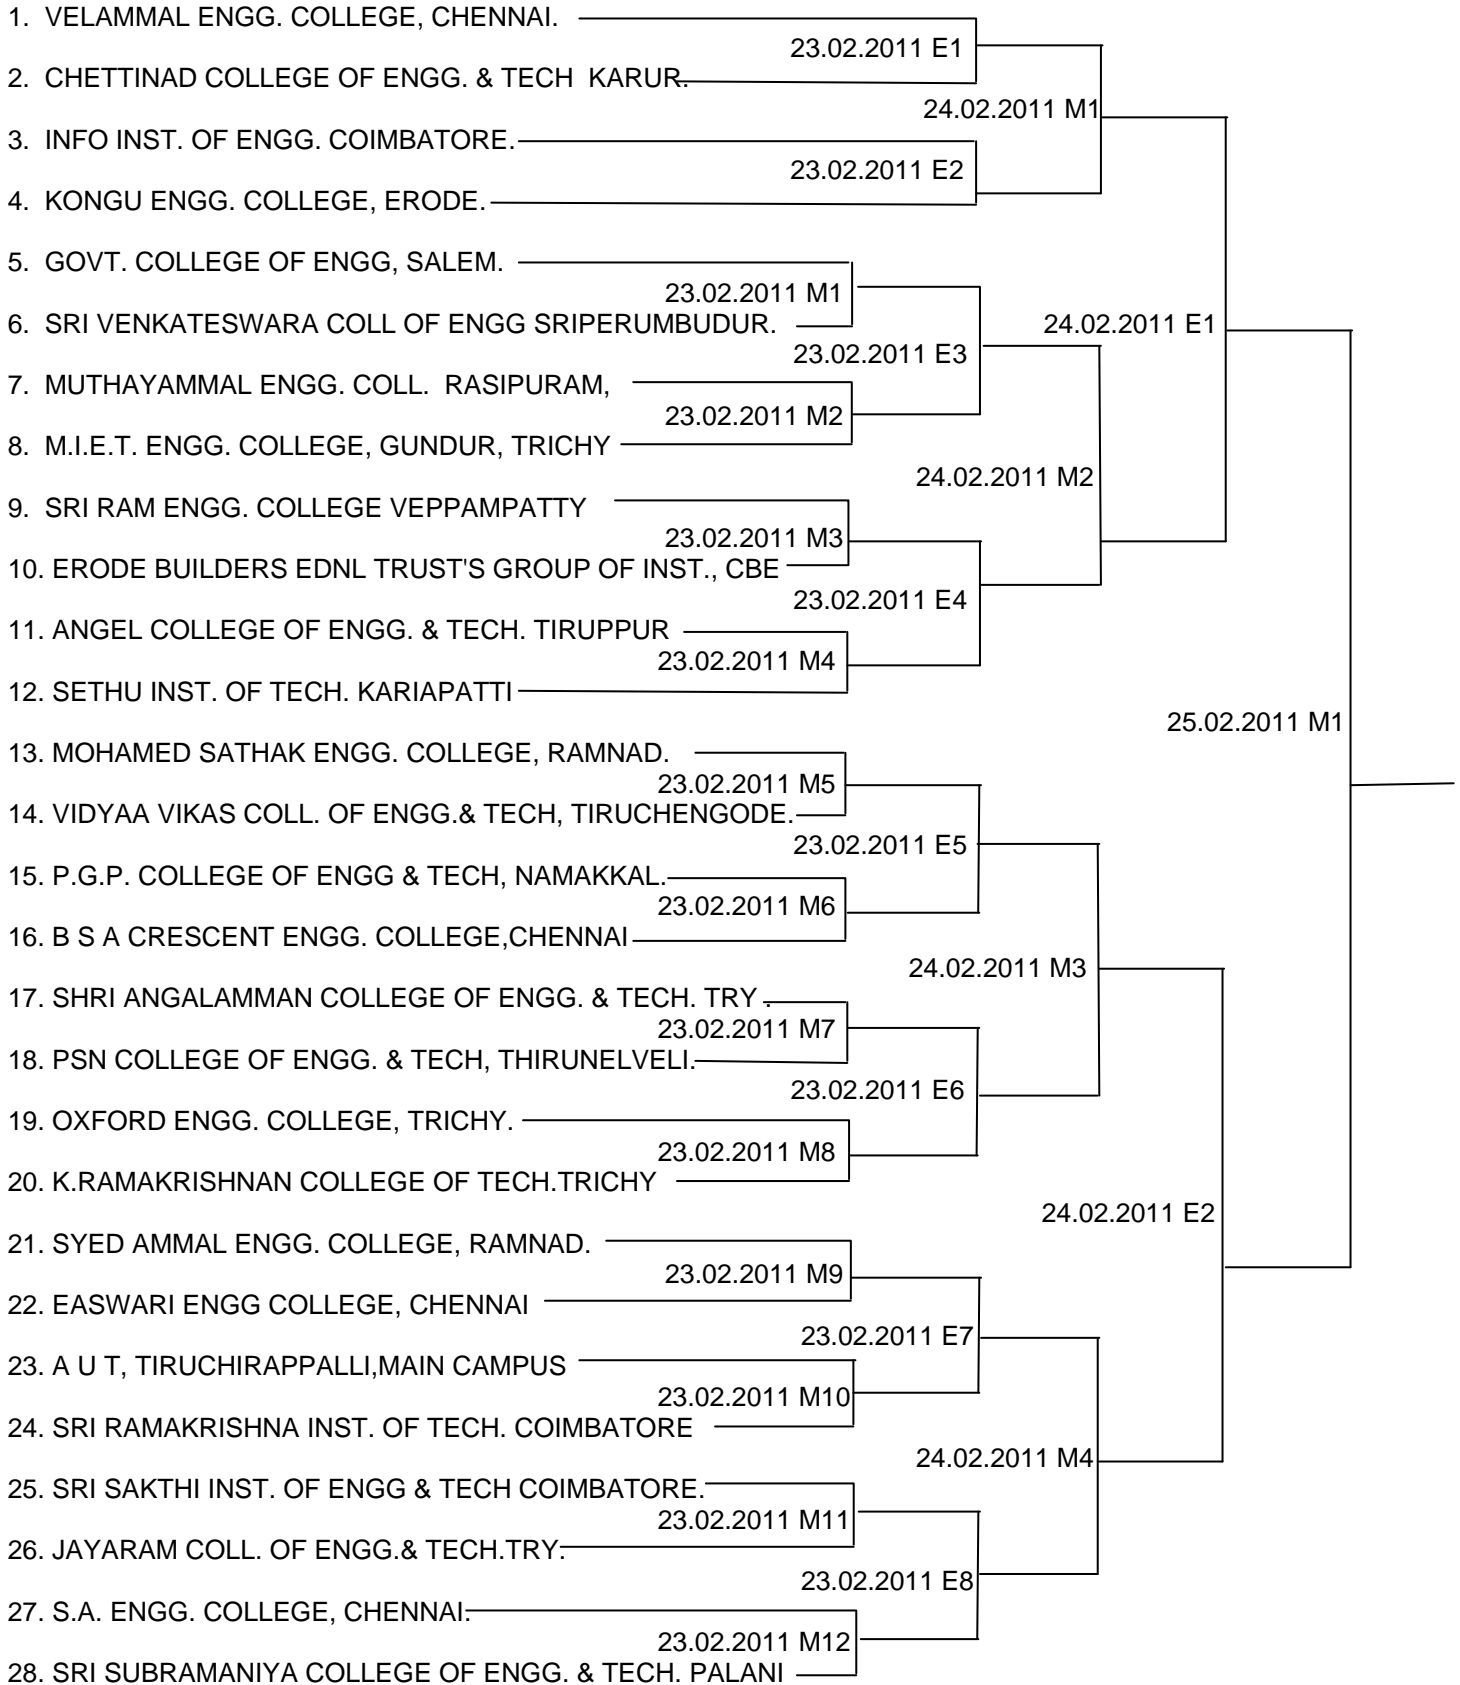 1. VELAMMAL ENGG. COLLEGE, CHENNAI.
23.02.2011 E1
2. CHETTINAD COLLEGE OF ENGG. & TECH KARUR.
24.02.2011 M1
3. INFO INST. OF ENGG. COIMBATORE.
23.02.2011 E2
4. KONGU ENGG. COLLEGE, ERODE.
5. GOVT. COLLEGE OF ENGG, SALEM.
23.02.2011 M1
6. SRI VENKATESWARA COLL OF ENGG SRIPERUMBUDUR.
24.02.2011 E1
23.02.2011 E3
7. MUTHAYAMMAL ENGG. COLL. RASIPURAM,
23.02.2011 M2
8. M.I.E.T. ENGG. COLLEGE, GUNDUR, TRICHY
24.02.2011 M2
9. SRI RAM ENGG. COLLEGE VEPPAMPATTY
23.02.2011 M3
10. ERODE BUILDERS EDNL TRUST'S GROUP OF INST., CBE
23.02.2011 E4
11. ANGEL COLLEGE OF ENGG. & TECH. TIRUPPUR
23.02.2011 M4
12. SETHU INST. OF TECH. KARIAPATTI
25.02.2011 M1
13. MOHAMED SATHAK ENGG. COLLEGE, RAMNAD.
23.02.2011 M5
14. VIDYAA VIKAS COLL. OF ENGG.& TECH, TIRUCHENGODE.
23.02.2011 E5
15. P.G.P. COLLEGE OF ENGG & TECH, NAMAKKAL.
23.02.2011 M6
16. B S A CRESCENT ENGG. COLLEGE,CHENNAI
24.02.2011 M3
17. SHRI ANGALAMMAN COLLEGE OF ENGG. & TECH. TRY .
23.02.2011 M7
18. PSN COLLEGE OF ENGG. & TECH, THIRUNELVELI.
23.02.2011 E6
19. OXFORD ENGG. COLLEGE, TRICHY.
23.02.2011 M8
20. K.RAMAKRISHNAN COLLEGE OF TECH.TRICHY
24.02.2011 E2
21. SYED AMMAL ENGG. COLLEGE, RAMNAD.
23.02.2011 M9
22. EASWARI ENGG COLLEGE, CHENNAI
23.02.2011 E7
23. A U T, TIRUCHIRAPPALLI,MAIN CAMPUS
23.02.2011 M10
24. SRI RAMAKRISHNA INST. OF TECH. COIMBATORE
24.02.2011 M4
25. SRI SAKTHI INST. OF ENGG & TECH COIMBATORE.
23.02.2011 M11
26. JAYARAM COLL. OF ENGG.& TECH.TRY.
23.02.2011 E8
27. S.A. ENGG. COLLEGE, CHENNAI.
23.02.2011 M12
28. SRI SUBRAMANIYA COLLEGE OF ENGG. & TECH. PALANI